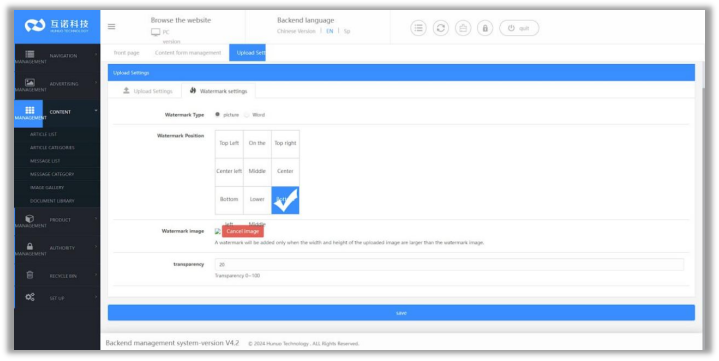 互诺科技
Browse the website
PC
version
Backend language
Chinese Version | EN | Tip
quit
NAVIGATION
MANAGEMENT
ADVERTISING
MANAGEMENT
CONTENT
MANAGEMENT
ARTICLE LIST
ARTICLE CATEGORIES
MESSAGE LIST
MESSAGE CATEGORY
IMAGE GALLERY
DOCUMENT LIBRARY
PRODUCT
MANAGEMENT
AUTHORITY
MANAGEMENT
RECYCLE BIN
SET UP
front page
Content form management
Upload Sett
Upload Settings
Upload Settings
Watermark settings
Watermark Type
picture
Word
Watermark Position
Top Left
On the
Top right
Center left
Middle
Center
Bottom
Lower
left
Middle
Watermark image
Cancel image
A watermark will be added only when the width and height of the uploaded image are larger than the watermark image.
transparency
20
Transparency 0~100
save
Backend management system-version V4.2
© 2024 Hunuo Technology , ALL Rights Reserved.